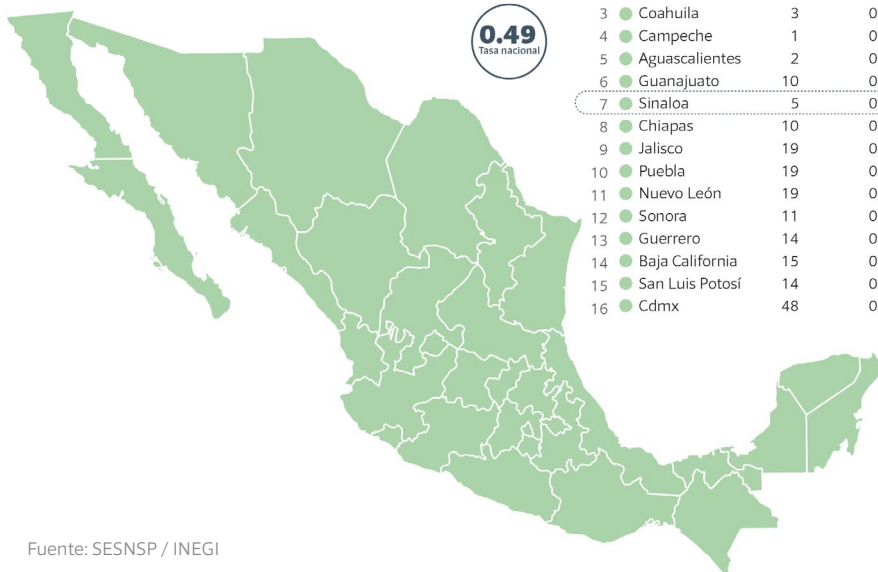 0.49
Tasa nacional
3 Coahuila 3 0
4 Campeche 1 0
5 Aguascalientes 2 0
6 Guanajuato 10 0
7 Sinaloa 5 0
8 Chiapas 10 0
9 Jalisco 19 0
10 Puebla 19 0
11 Nuevo León 19 0
12 Sonora 11 0
13 Guerrero 14 0
14 Baja California 15 0
15 San Luis Potosí 14 0
16 Cdmx 48 0
Fuente: SESNSP / INEGI